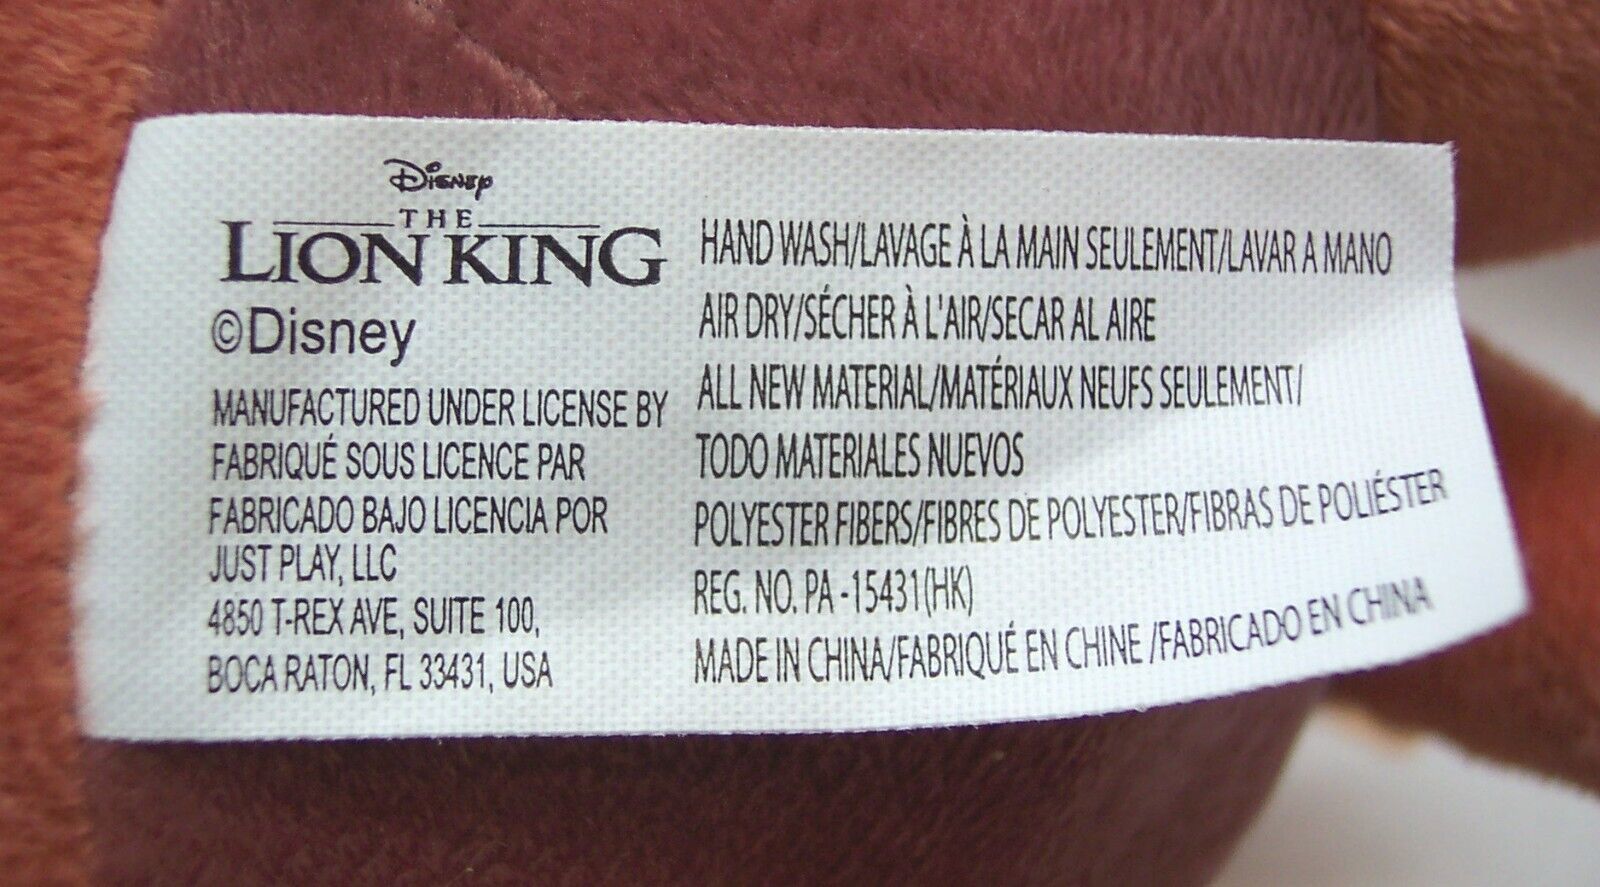 Disney
THE
LION KING
©Disney
MANUFACTURED UNDER LICENSE BY
FABRIQUÉ SOUS LICENCE PAR
FABRICADO BAJO LICENCIA POR
JUST PLAY, LLC
4850 T-REX AVE, SUITE 100,
BOCA RATON, FL 33431, USA
HAND WASH/LAVAGE À LA MAIN SEULEMENT/LAVAR A MANO
AIR DRY/SÉCHER À L'AIR/SECAR AL AIRE
ALL NEW MATERIAL/MATÉRIAUX NEUFS SEULEMENT/
TODO MATERIALES NUEVOS
POLYESTER FIBERS/FIBRES DE POLYESTER/FIBRAS DE POLIÉSTER
REG. NO. PA -15431(HK)
MADE IN CHINA/FABRIQUÉ EN CHINE /FABRICADO EN CHINA